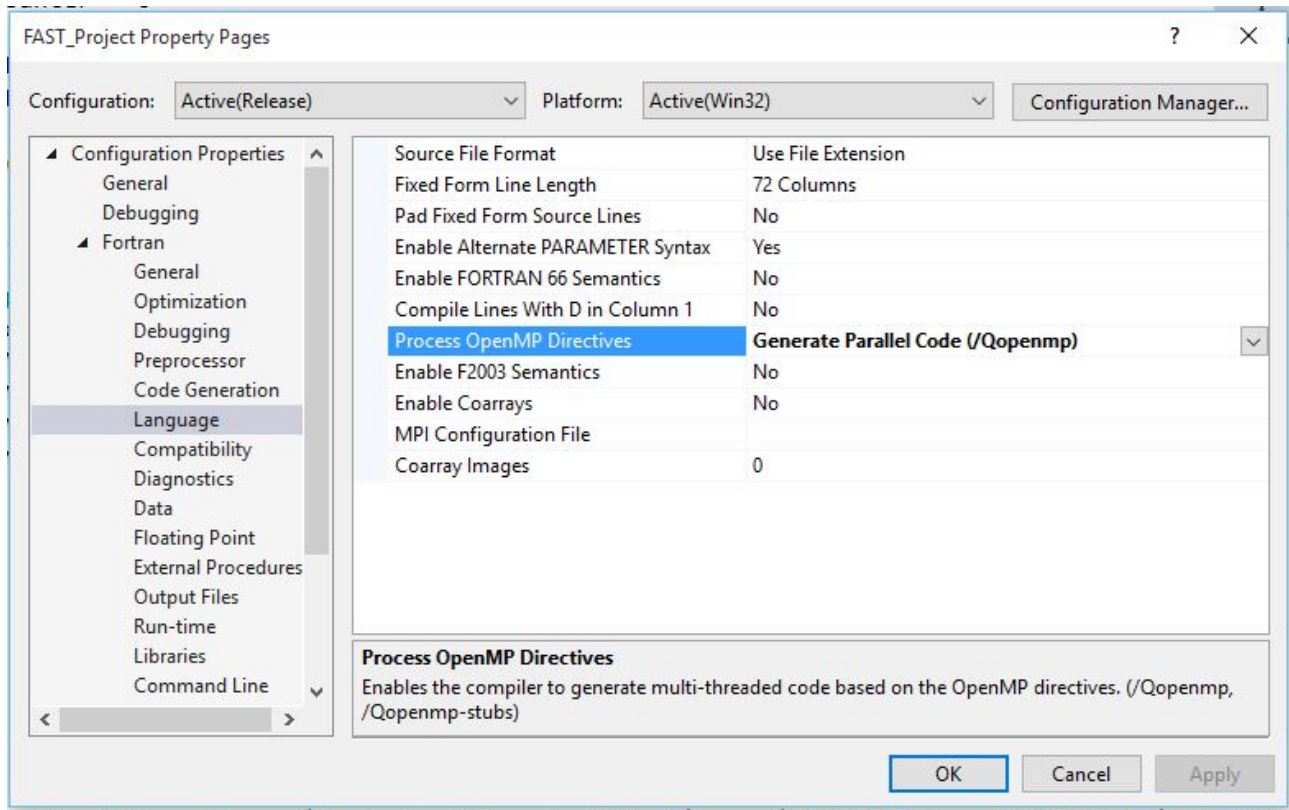 FAST_Project Property Pages
?
Configuration: Active(Release) Platform: Active(Win32) Configuration Manager...
Configuration Properties
General
Debugging
Fortran
General
Optimization
Debugging
Preprocessor
Code Generation
Language
Compatibility
Diagnostics
Data
Floating Point
External Procedures
Output Files
Run-time
Libraries
Command Line
Source File Format Use File Extension
Fixed Form Line Length 72 Columns
Pad Fixed Form Source Lines No
Enable Alternate PARAMETER Syntax Yes
Enable FORTRAN 66 Semantics No
Compile Lines With D in Column 1 No
Process OpenMP Directives Generate Parallel Code (/Qopenmp)
Enable F2003 Semantics No
Enable Coarrays No
MPI Configuration File
Coarray Images 0
Process OpenMP Directives
Enables the compiler to generate multi-threaded code based on the OpenMP directives. (/Qopenmp,
/Qopenmp-stubs)
OK Cancel Apply